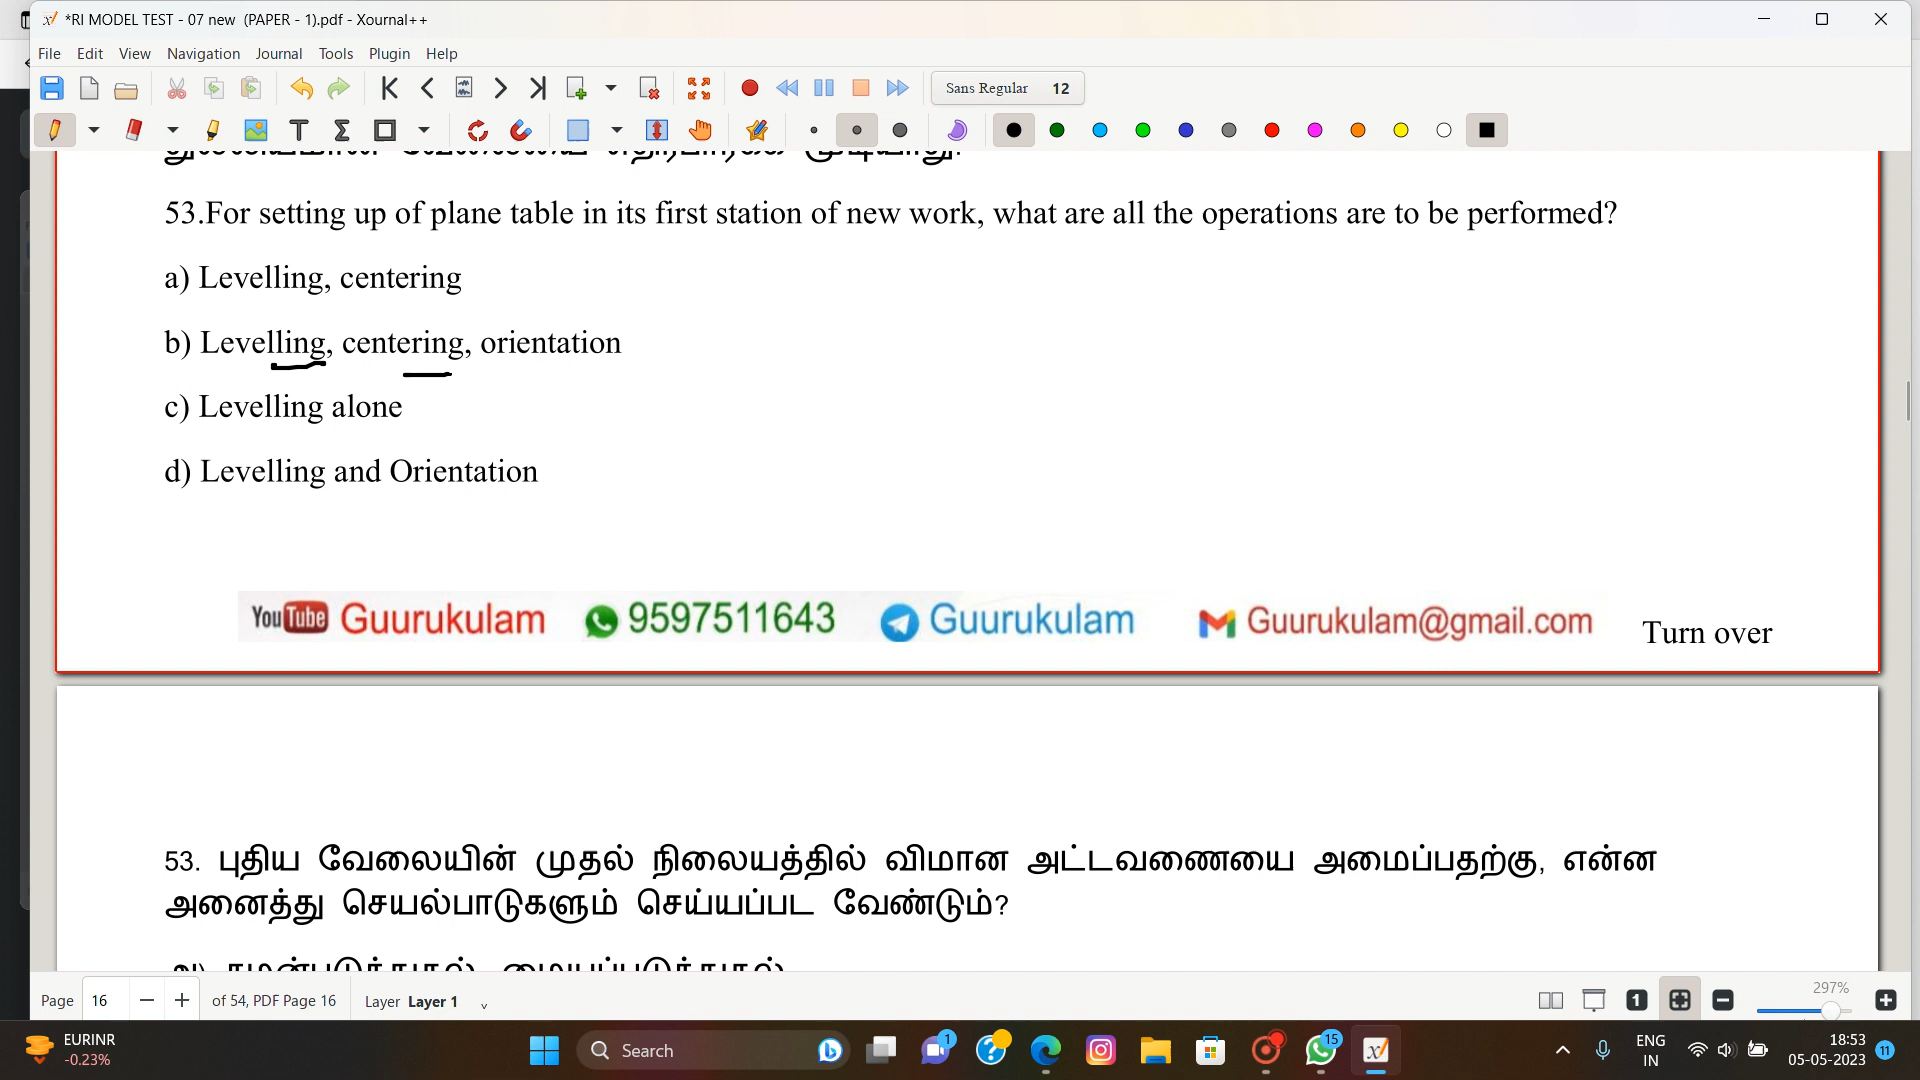 *RI MODEL TEST - 07 new (PAPER - 1).pdf - Xournal++
File Edit View Navigation Journal Tools Plugin Help
Sans Regular 12
53.For setting up of plane table in its first station of new work, what are all the operations are to be performed?
a) Levelling, centering
b) Levelling, centering, orientation
c) Levelling alone
d) Levelling and Orientation
YouTube Guurukulam 9597511643 Guurukulam Guurukulam@gmail.com
Turn over
53. புதிய வேலையின் முதல் நிலையத்தில் விமான அட்டவணையை அமைப்பதற்கு, என்ன
அனைத்து செயல்பாடுகளும் செய்யப்பட வேண்டும்?
Page 16 of 54, PDF Page 16 Layer Layer 1 297%
EURINR
-0.23%
Search
1
15
ENG
IN
18:53
05-05-2023
11